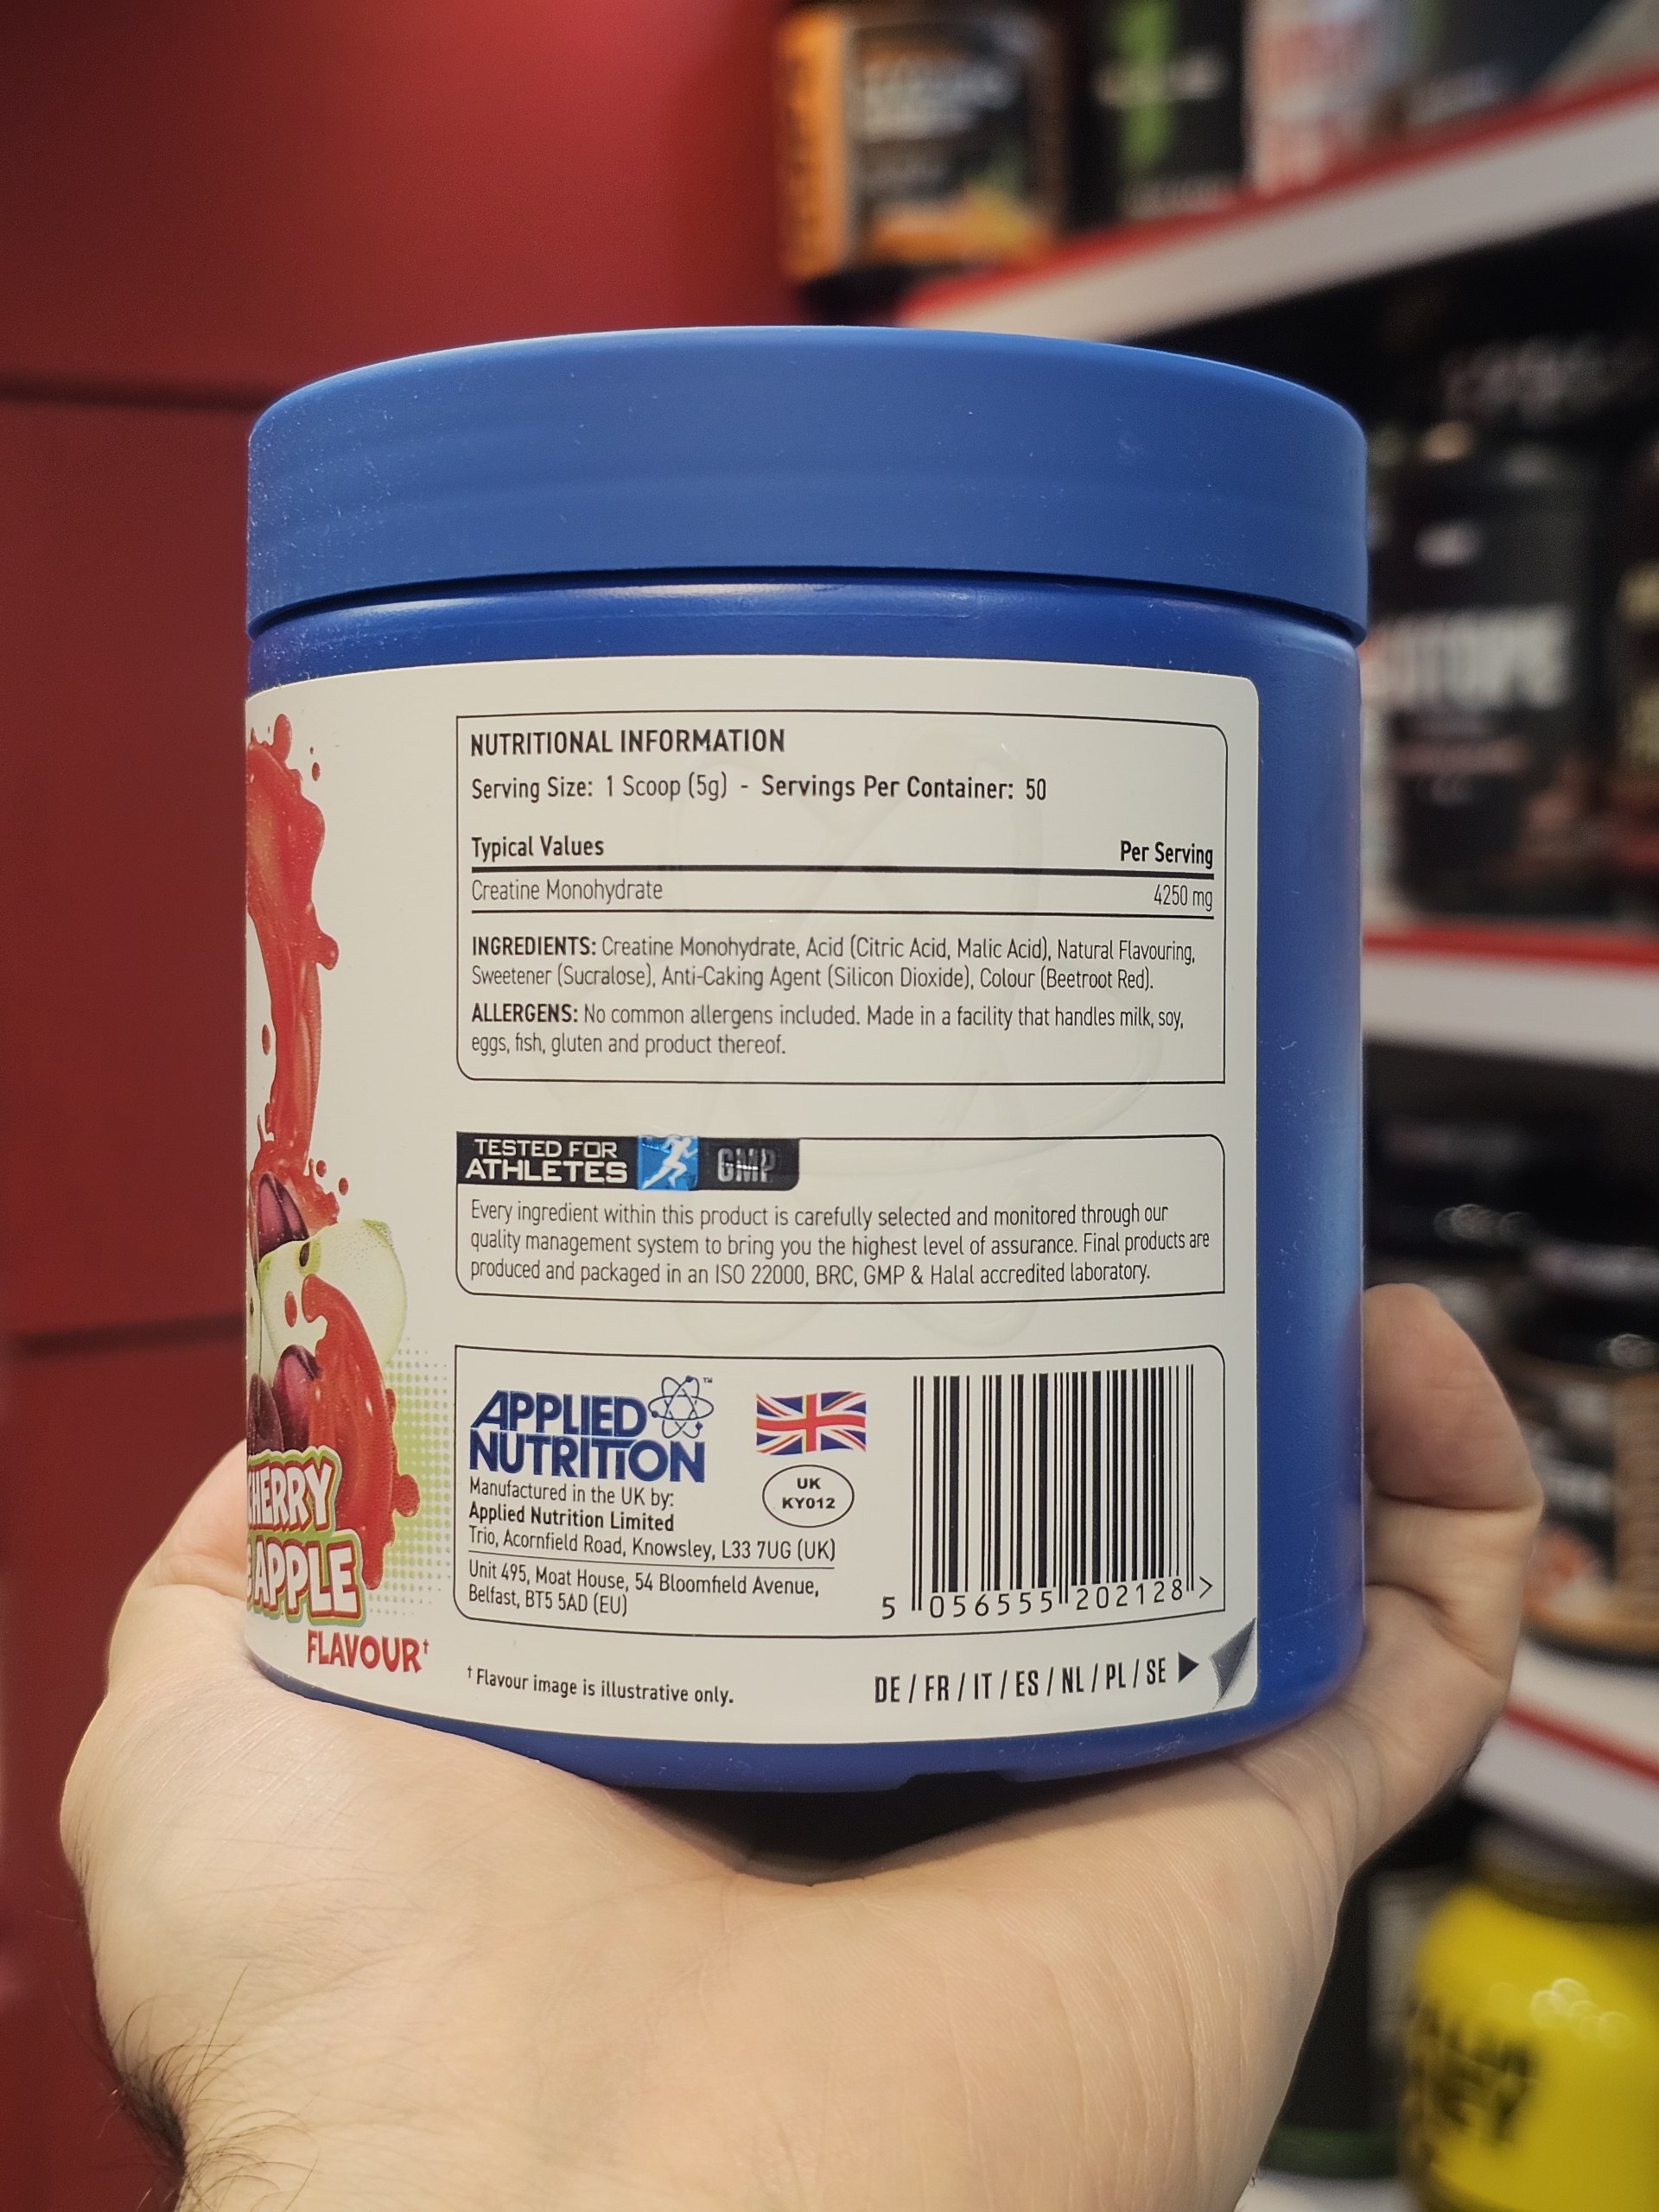 NUTRITIONAL INFORMATION
Serving Size: 1 Scoop (5g) - Servings Per Container: 50
Typical Values Per Serving
Creatine Monohydrate 4250 mg
INGREDIENTS: Creatine Monohydrate, Acid (Citric Acid, Malic Acid), Natural Flavouring,
Sweetener (Sucralose), Anti-Caking Agent (Silicon Dioxide), Colour (Beetroot Red).
ALLERGENS: No common allergens included. Made in a facility that handles milk, soy,
eggs, fish, gluten and product thereof.
TESTED FOR
ATHLETES GMP
Every ingredient within this product is carefully selected and monitored through our
quality management system to bring you the highest level of assurance. Final products are
produced and packaged in an ISO 22000, BRC, GMP & Halal accredited laboratory.
APPLIED
NUTRITION™
Manufactured in the UK by:
Applied Nutrition Limited
Trio, Acornfield Road, Knowsley, L33 7UG (UK)
Unit 495, Moat House, 54 Bloomfield Avenue,
Belfast, BT5 5AD (EU)
UK
KY012
5 056555 202128 >
CHERRY
APPLE
FLAVOUR†
† Flavour image is illustrative only.
DE / FR / IT / ES / NL / PL / SE